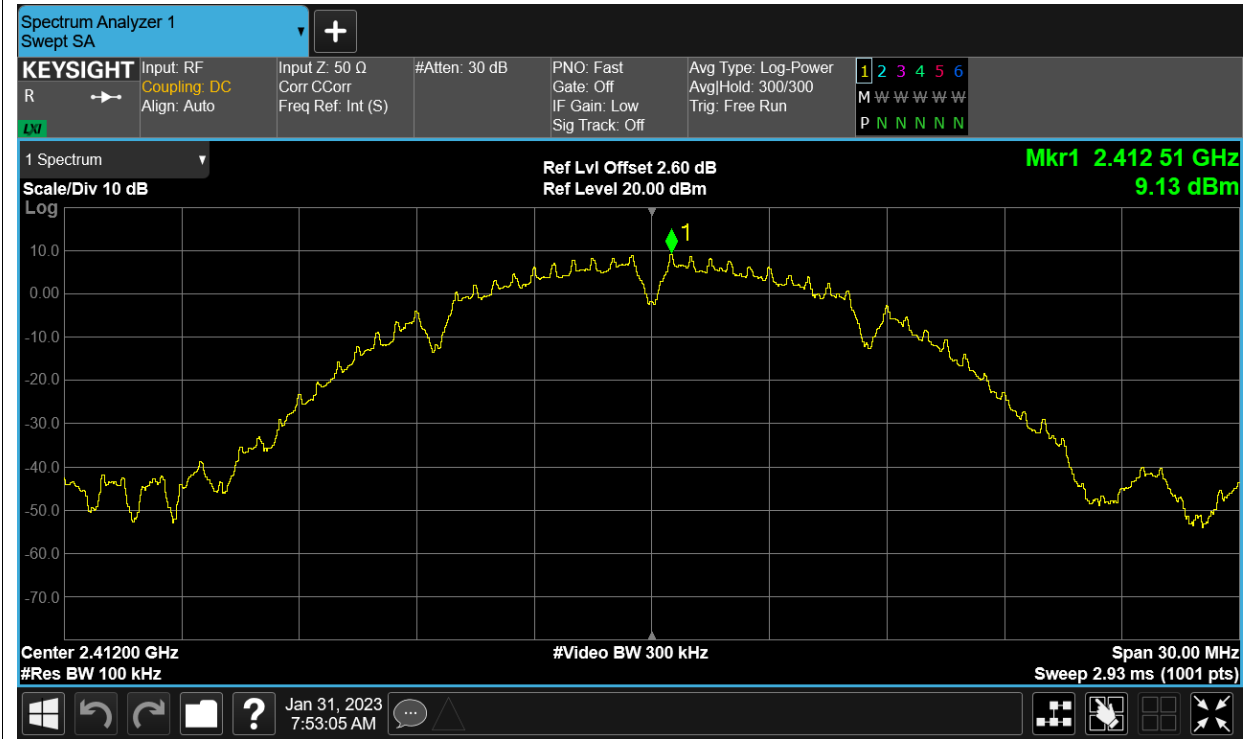 Spectrum Analyzer 1
Swept SA
+
KEYSIGHT
R
LXI
Input: RF
Coupling: DC
Align: Auto
Input Z: 50 Ω
Corr CCorr
Freq Ref: Int (S)
#Atten: 30 dB
PNO: Fast
Gate: Off
IF Gain: Low
Sig Track: Off
Avg Type: Log-Power
Avg|Hold: 300/300
Trig: Free Run
1 2 3 4 5 6
M W W W W W W
P N N N N N N
1 Spectrum
Scale/Div 10 dB
Ref Lvl Offset 2.60 dB
Ref Level 20.00 dBm
Mkr1 2.412 51 GHz
9.13 dBm
Log
1
10.0
0.00
-10.0
-20.0
-30.0
-40.0
-50.0
-60.0
-70.0
Center 2.41200 GHz
#Video BW 300 kHz
Span 30.00 MHz
#Res BW 100 kHz
Sweep 2.93 ms (1001 pts)
?
Jan 31, 2023
7:53:05 AM